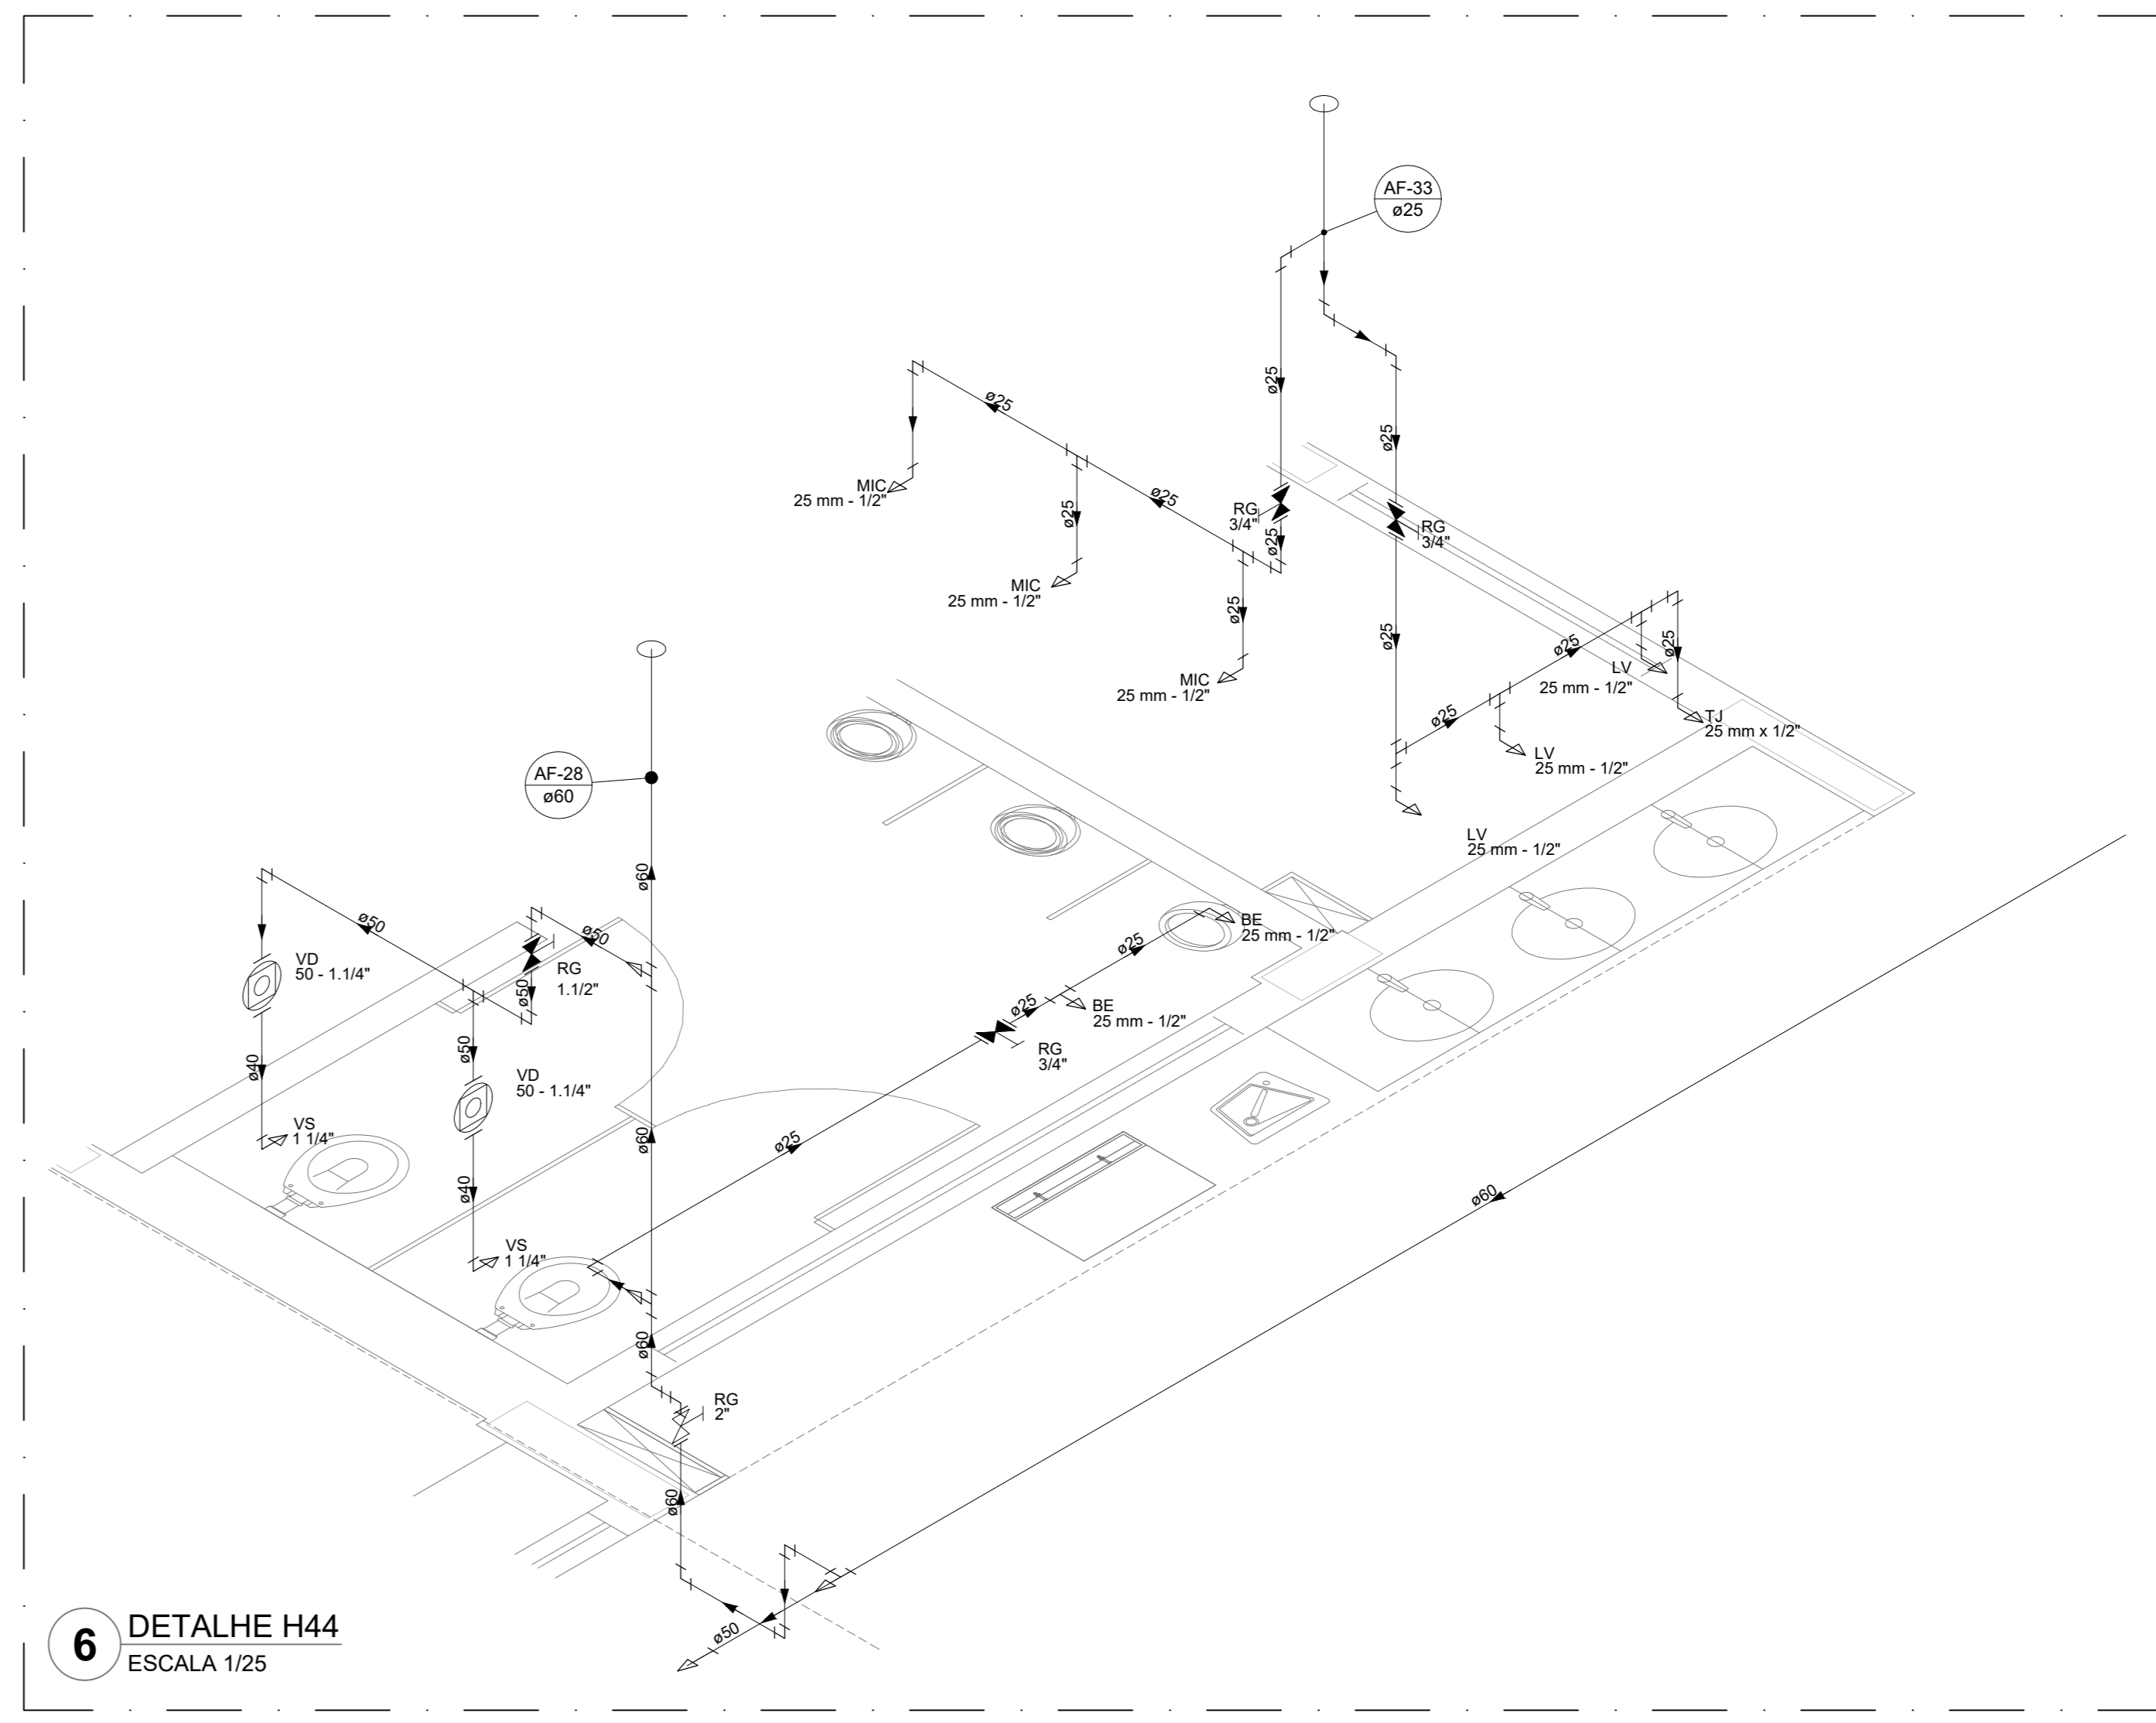 AF-33
ø25
ø25
ø25
ø25
ø25
MIC
25 mm - 1/2"
ø25
RG
3/4"
RG
3/4"
ø25
MIC
25 mm - 1/2"
ø25
ø25
ø25
ø25
ø25
LV
25 mm - 1/2"
MIC
25 mm - 1/2"
ø25
TJ
25 mm x 1/2"
LV
25 mm - 1/2"
AF-28
ø60
LV
25 mm - 1/2"
ø60
ø50
ø50
BE
25 mm - 1/2"
ø25
VD
50 - 1.1/4"
RG
1.1/2"
ø50
ø25
BE
25 mm - 1/2"
RG
3/4"
ø50
ø40
VD
50 - 1.1/4"
VS
1 1/4"
ø60
ø25
ø40
ø60
VS
1 1/4"
ø60
RG
2"
ø60
ø50
6
DETALHE H44
ESCALA 1/25